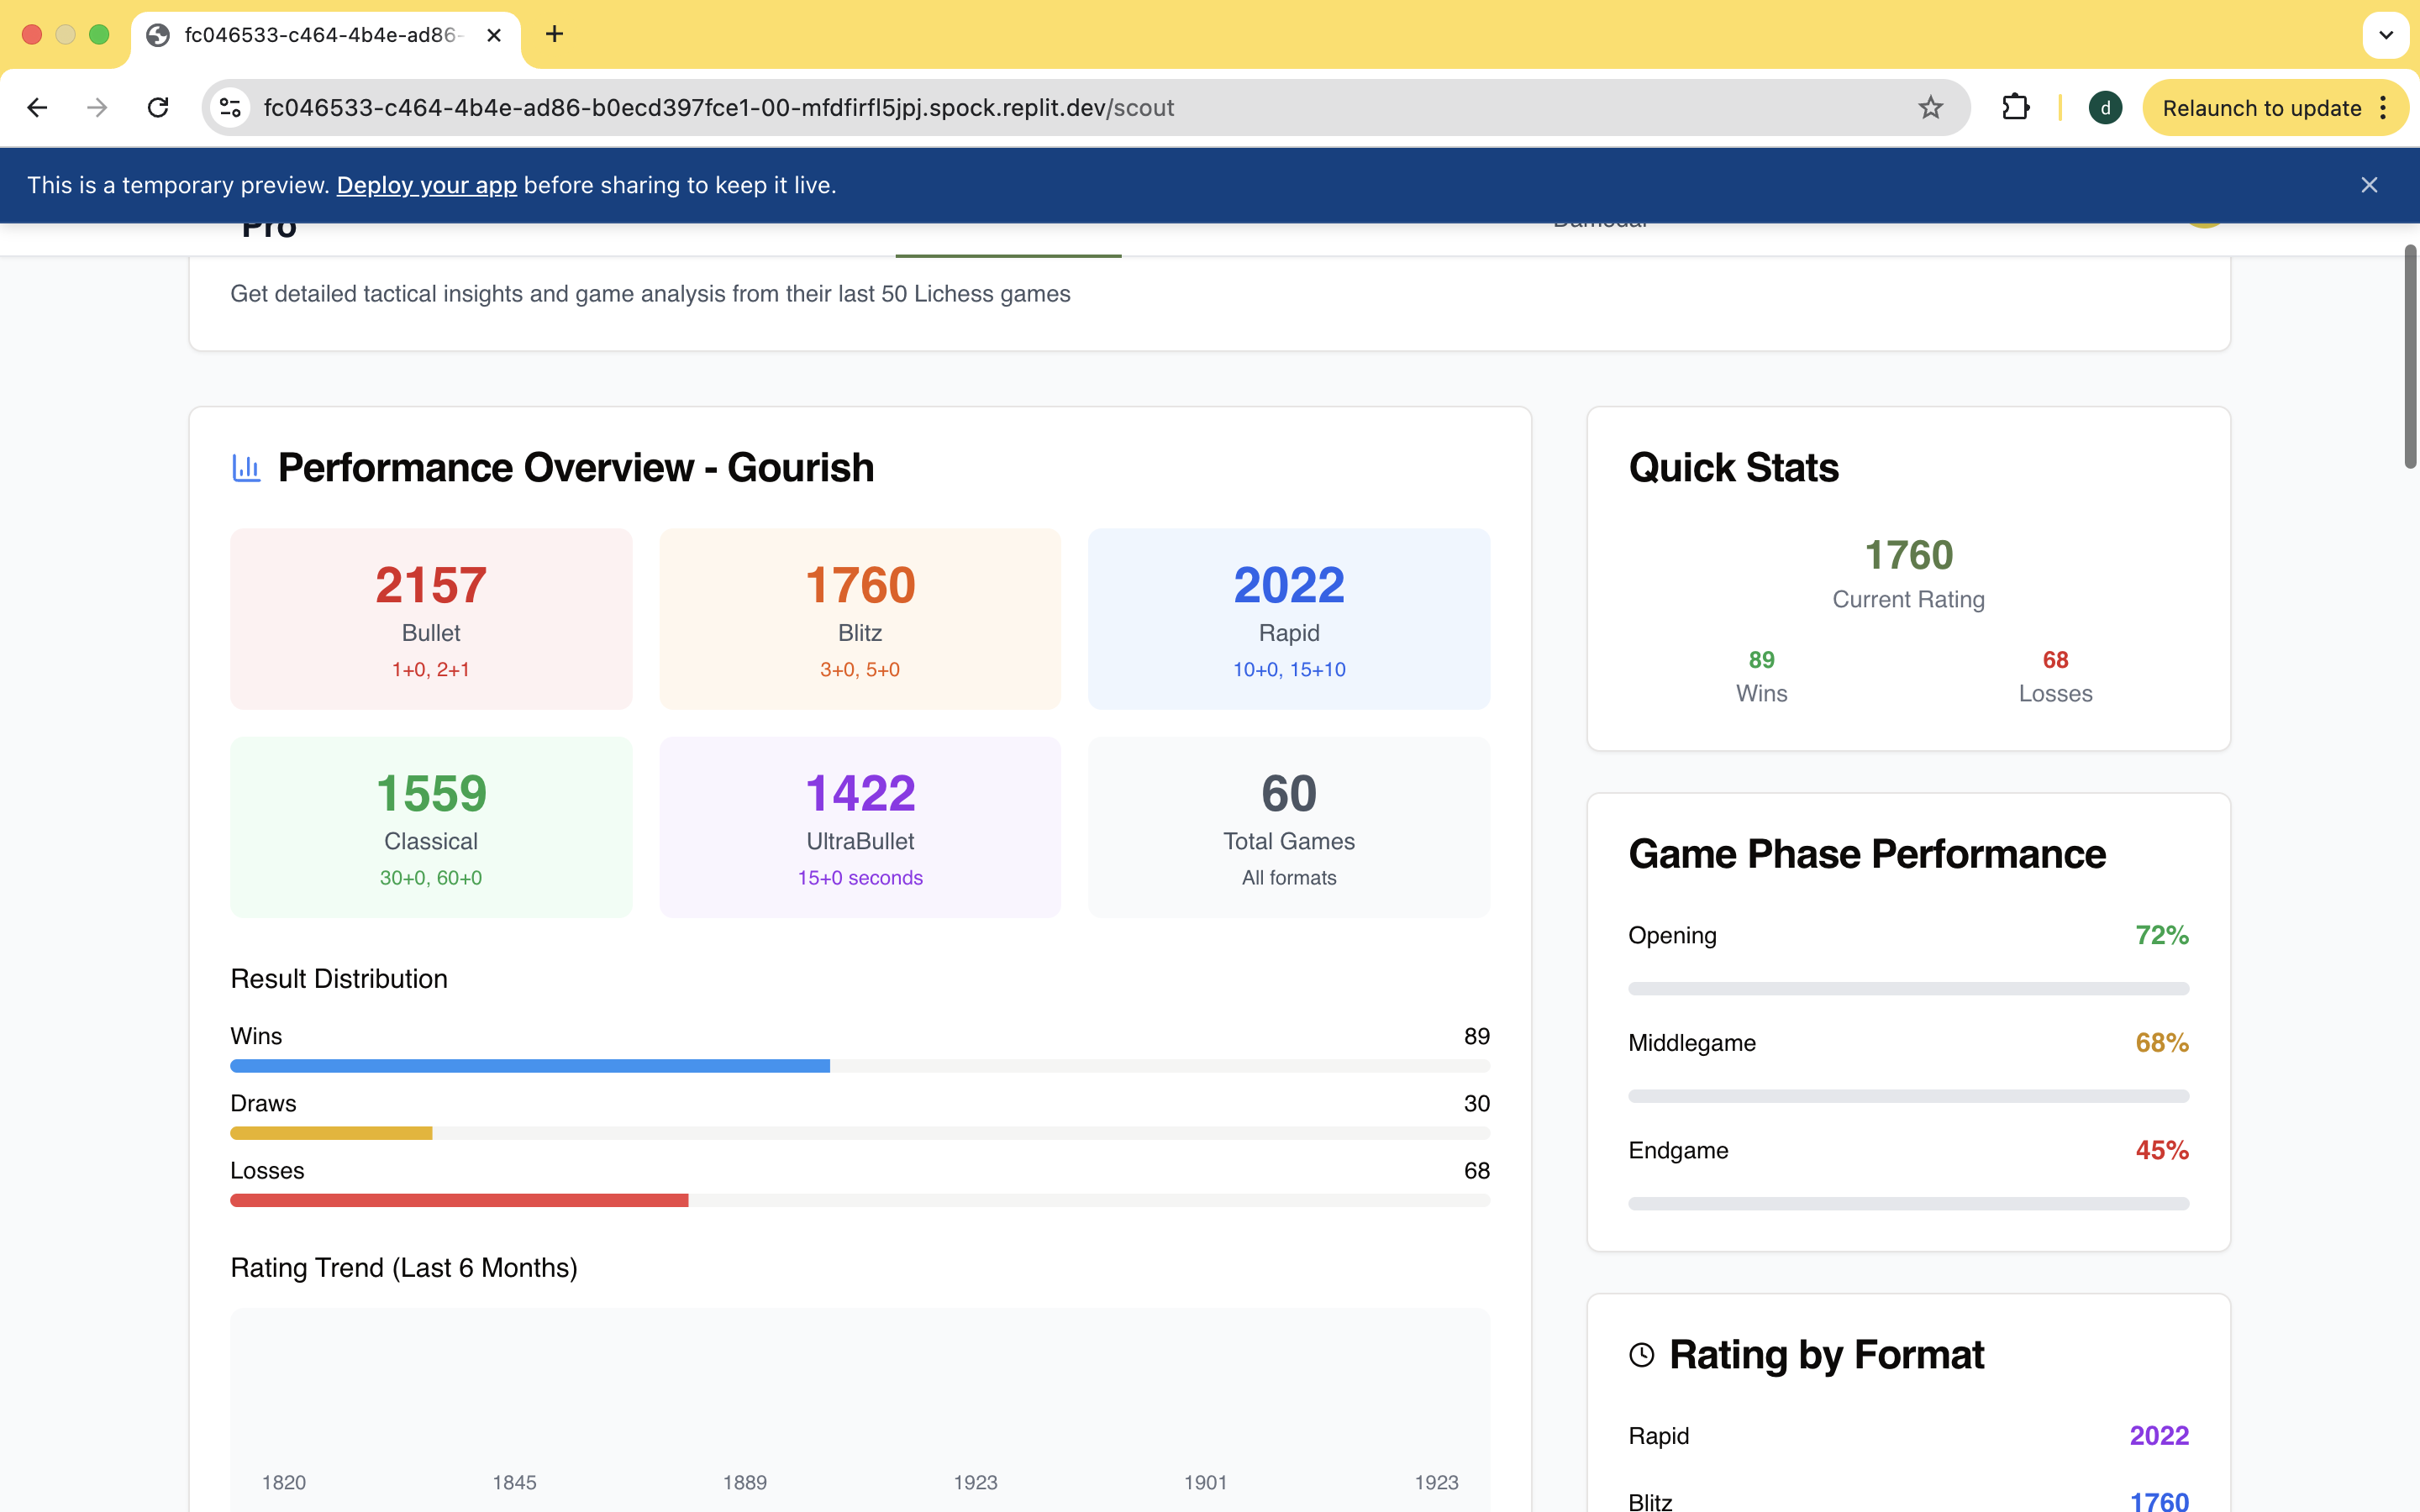 fc046533-c464-4b4e-ad86-
fc046533-c464-4b4e-ad86-b0ecd397fce1-00-mfdfirfl5jpj.spock.replit.dev/scout
d
Relaunch to update
This is a temporary preview. Deploy your app before sharing to keep it live.
Pro
Damodar
Get detailed tactical insights and game analysis from their last 50 Lichess games
Performance Overview - Gourish
2157
Bullet
1+0, 2+1
1760
Blitz
3+0, 5+0
2022
Rapid
10+0, 15+10
1559
Classical
30+0, 60+0
1422
UltraBullet
15+0 seconds
60
Total Games
All formats
Result Distribution
Wins 89
Draws 30
Losses 68
Rating Trend (Last 6 Months)
1820 1845 1889 1923 1901 1923
Quick Stats
1760
Current Rating
89
Wins
68
Losses
Game Phase Performance
Opening 72%
Middlegame 68%
Endgame 45%
Rating by Format
Rapid 2022
Blitz 1760